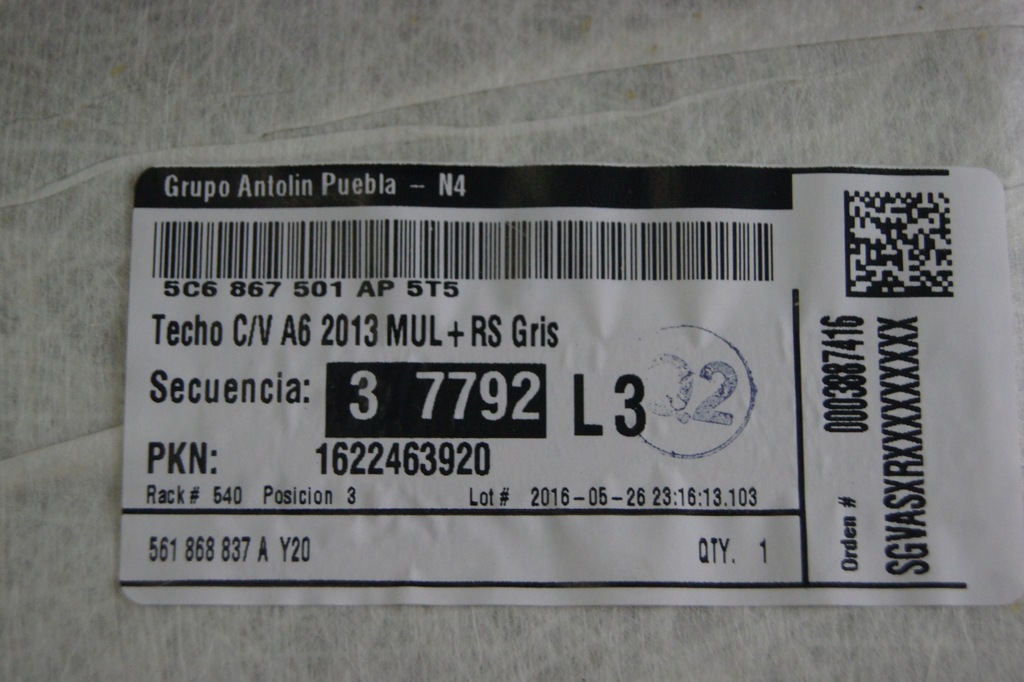 Grupo Antolin Puebla - N4
5C6 867 501 AP 5T5
Techo C/V A6 2013 MUL+RS Gris
Secuencia: 3 7792 L3
PKN: 1622463920
Rack# 540 Posicion 3 Lot# 2016-05-26 23:16:13.103
561 868 837 A Y20 QTY. 1
Orden # 0003887416
SGVASXRXXXXXXXXXX